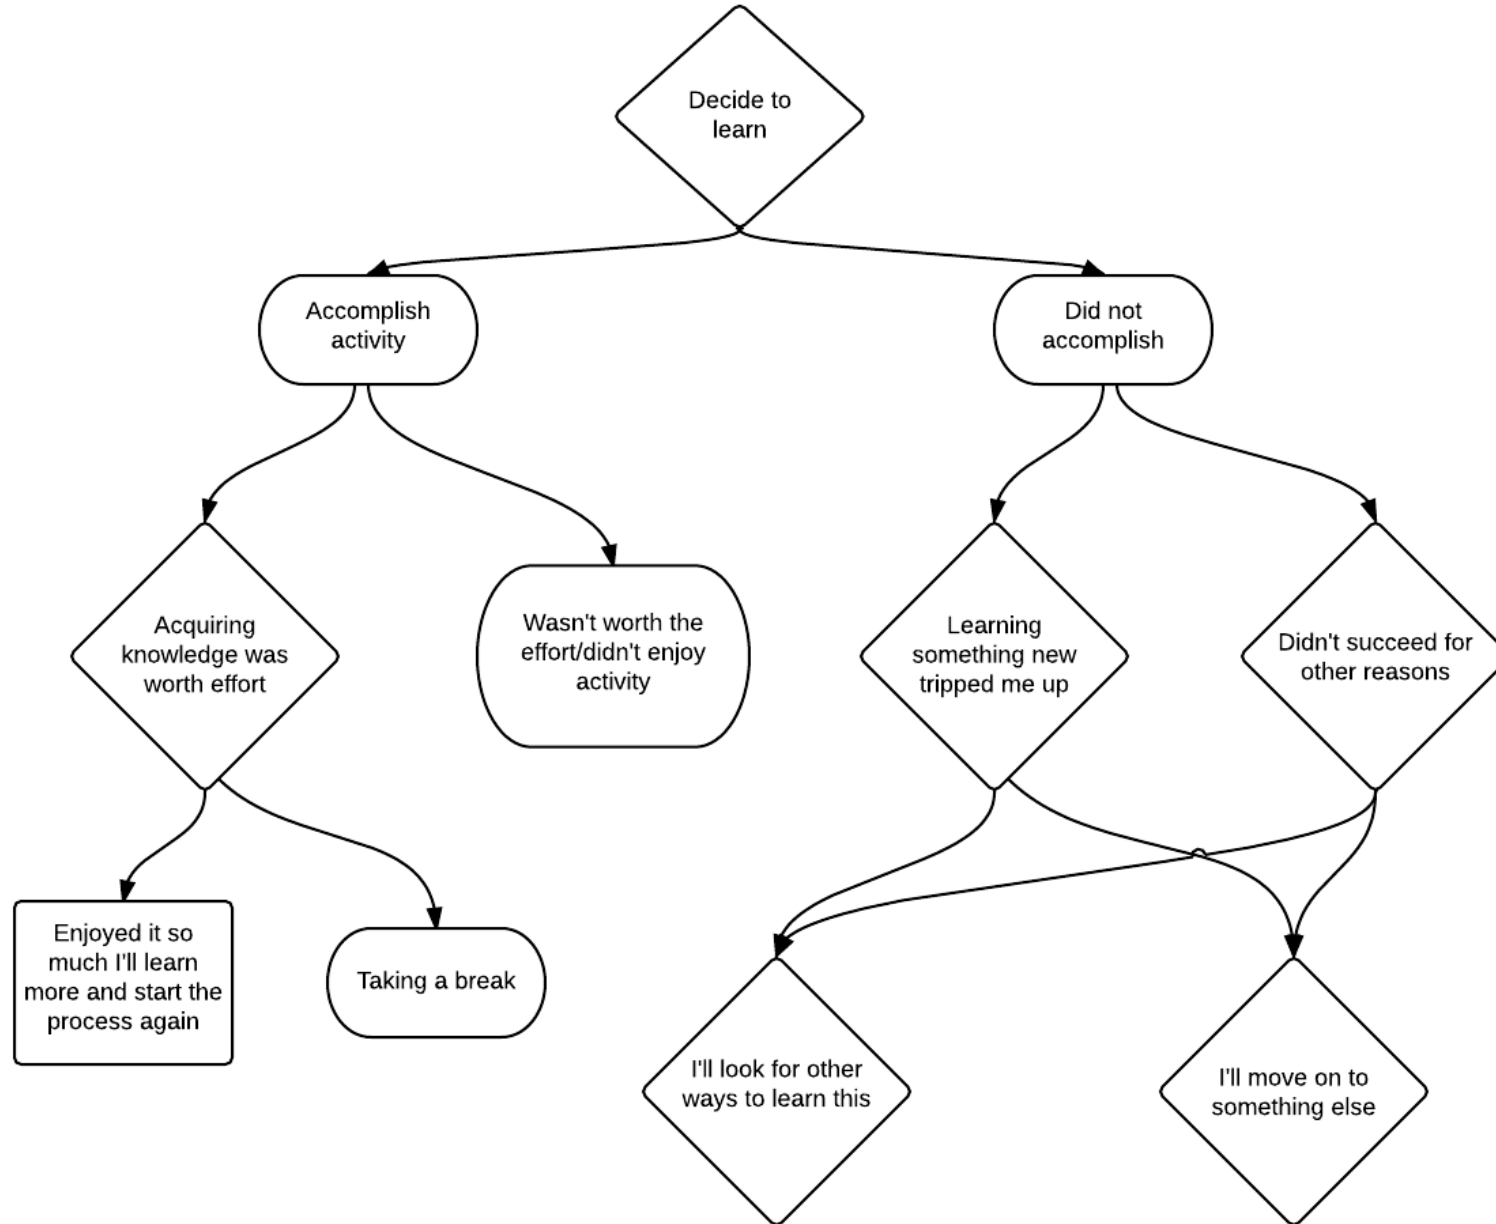 Decide to
learn
Accomplish
activity
Did not
accomplish
Acquiring
knowledge was
worth effort
Wasn't worth the
effort/didn't enjoy
activity
Learning
something new
tripped me up
Didn't succeed for
other reasons
Enjoyed it so
much I'll learn
more and start the
process again
Taking a break
I'll look for other
ways to learn this
I'll move on to
something else